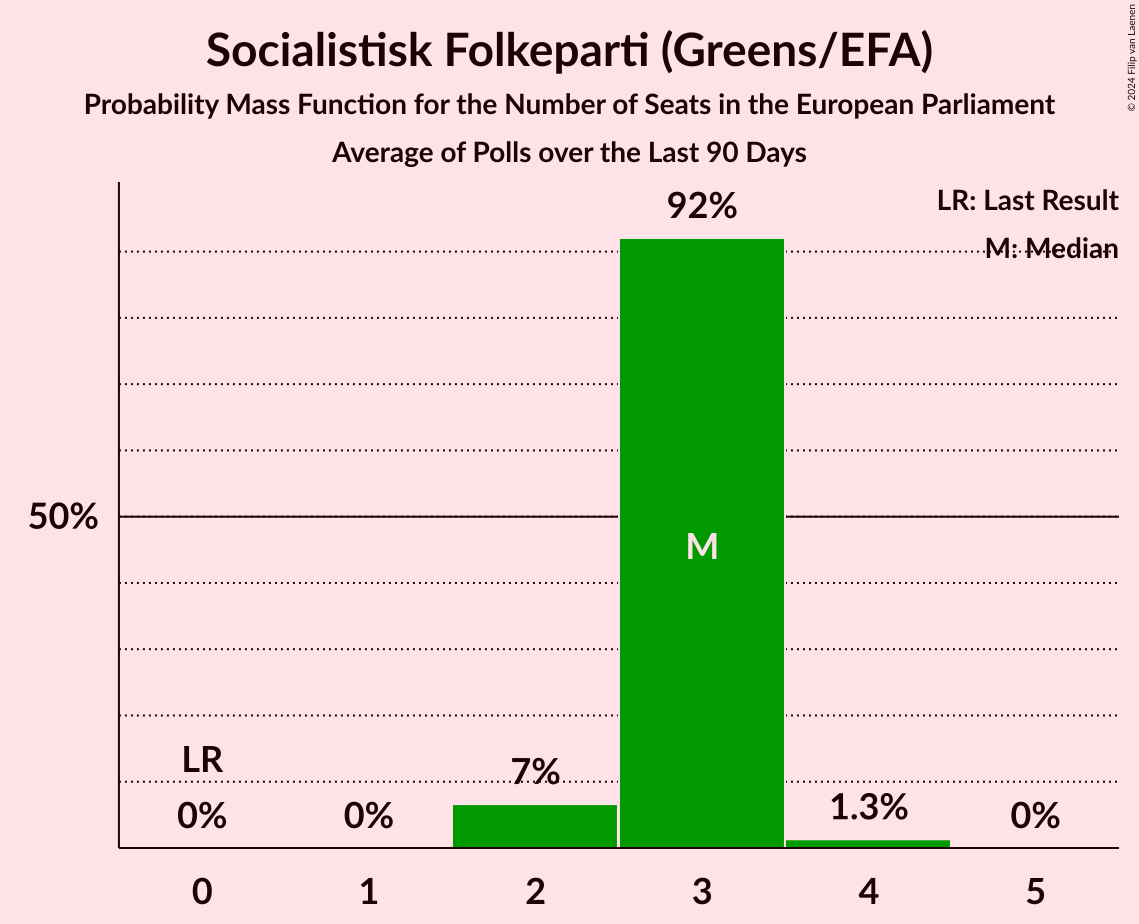 Socialistisk Folkeparti (Greens/EFA)
Probability Mass Function for the Number of Seats in the European Parliament
Average of Polls over the Last 90 Days
© 2024 Filip van Laenen
LR: Last Result
M: Median
92%
50%
M
LR
0%
0%
7%
1.3%
0%
0
1
2
3
4
5